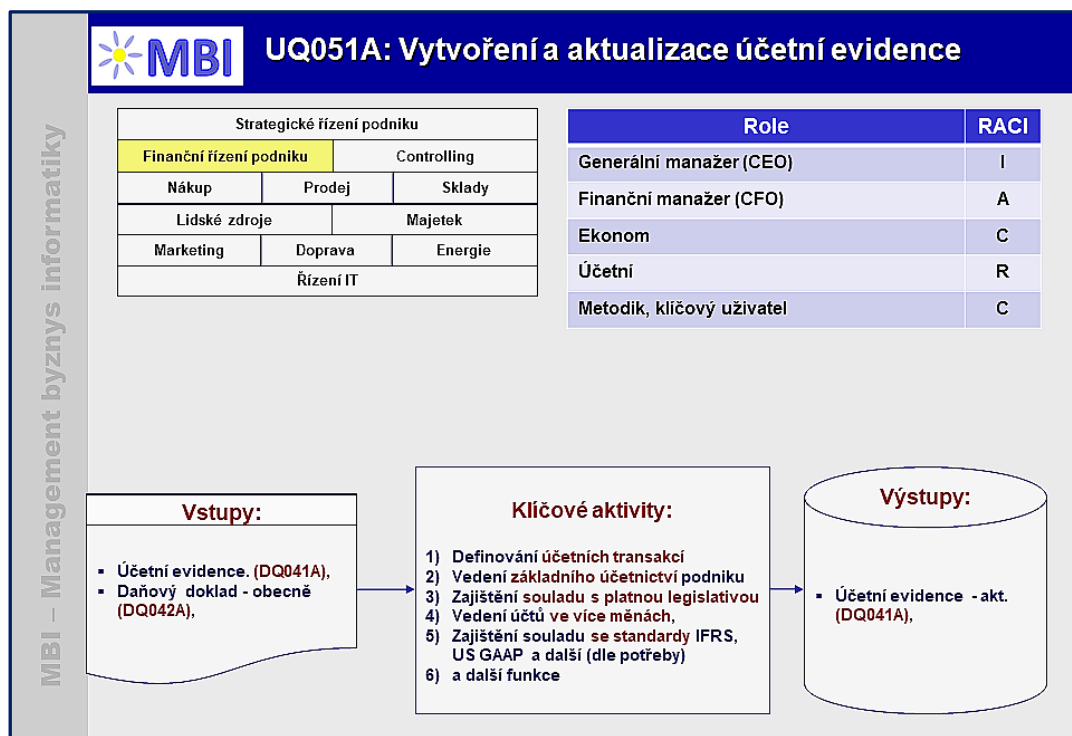 MBI
UQ051A: Vytvoření a aktualizace účetní evidence
MBI – Management byznys informatiky
Strategické řízení podniku
Finanční řízení podniku
Controlling
Nákup
Prodej
Sklady
Lidské zdroje
Majetek
Marketing
Doprava
Energie
Řízení IT
Role RACI
Generální manažer (CEO) I
Finanční manažer (CFO) A
Ekonom C
Účetní R
Metodik, klíčový uživatel C
Vstupy:
▪ Účetní evidence. (DQ041A),
▪ Daňový doklad - obecně
(DQ042A),
Klíčové aktivity:
1) Definování účetních transakcí
2) Vedení základního účetnictví podniku
3) Zajištění souladu s platnou legislativou
4) Vedení účtů ve více měnách,
5) Zajištění souladu se standardy IFRS,
US GAAP a další (dle potřeby)
6) a další funkce
Výstupy:
▪ Účetní evidence - akt.
(DQ041A),